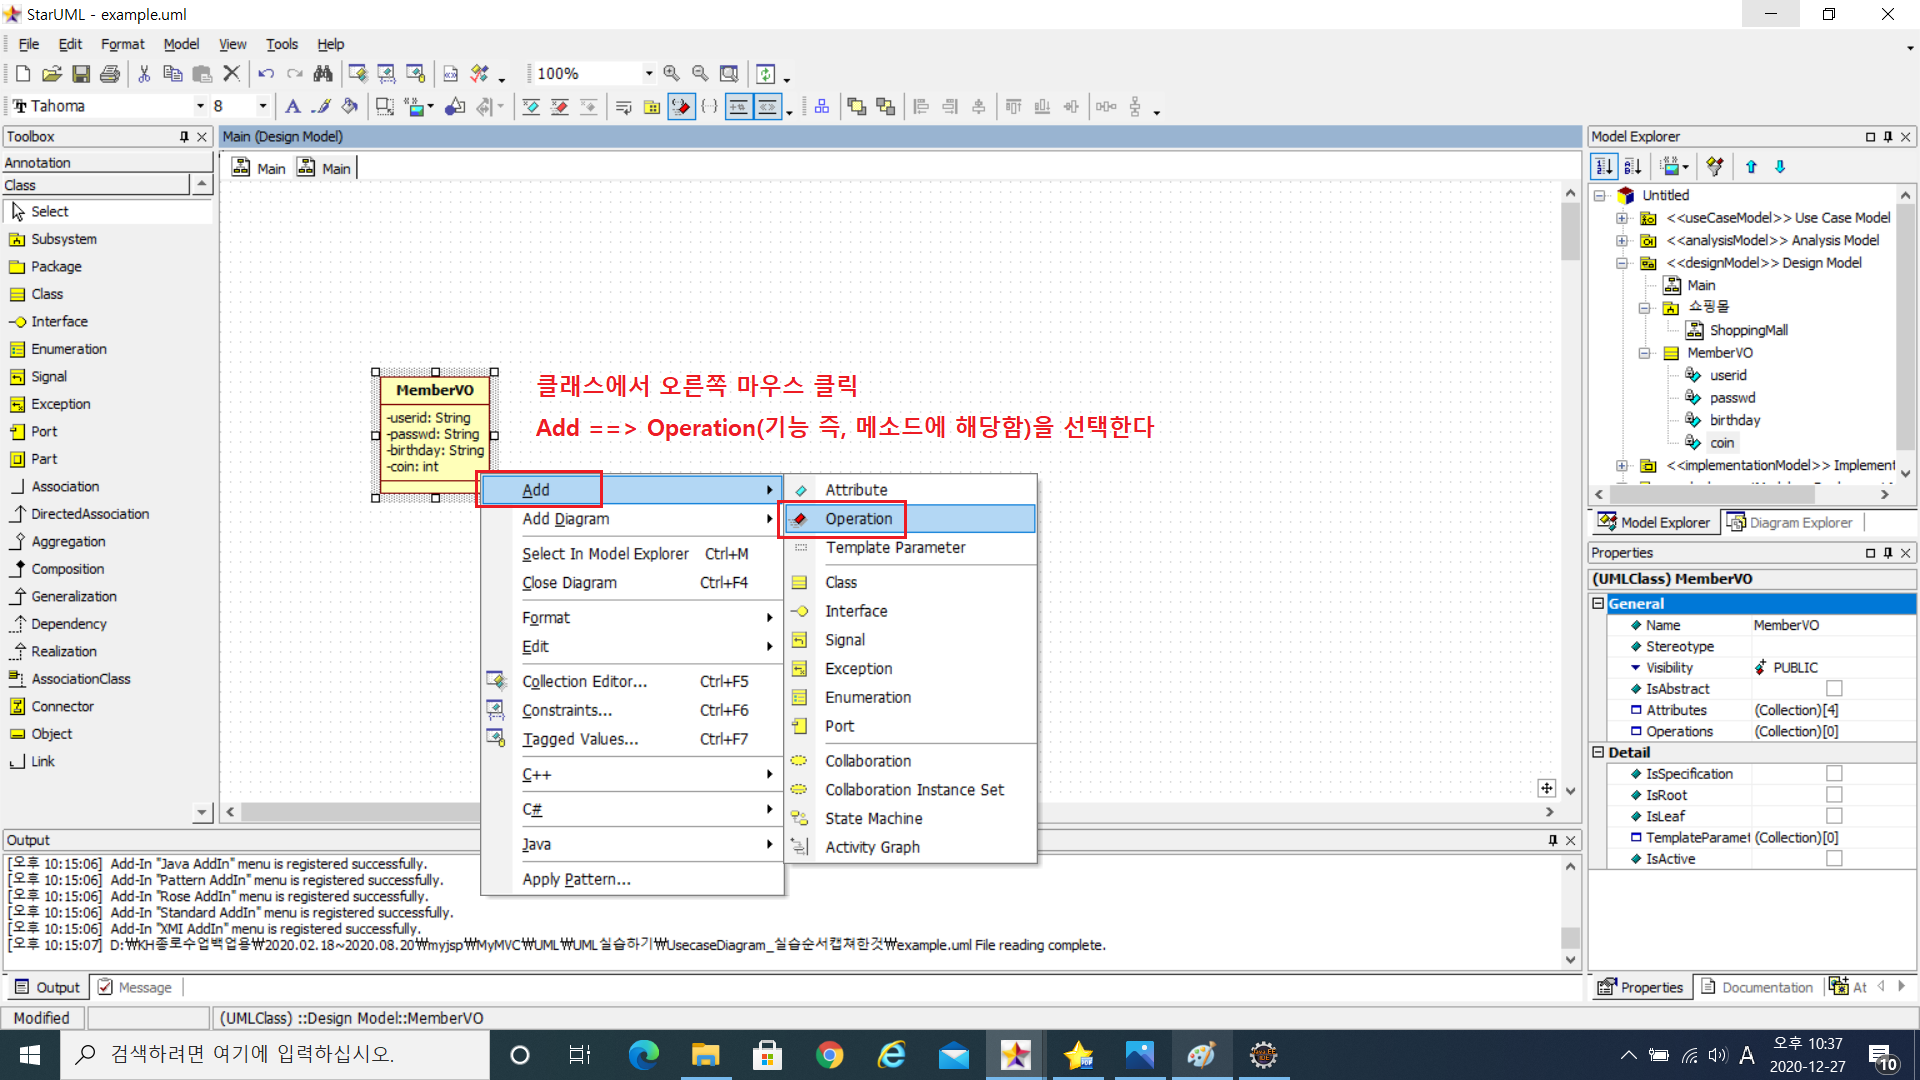 StarUML - example.uml
File Edit Format Model View Tools Help
100%
Tahoma 8
Toolbox
Annotation
Class
Select
Subsystem
Package
Class
Interface
Enumeration
Signal
Exception
Port
Part
Association
DirectedAssociation
Aggregation
Composition
Generalization
Dependency
Realization
AssociationClass
Connector
Object
Link
Main (Design Model)
Main Main
MemberVO
-userid: String
-passwd: String
-birthday: String
-coin: int
클래스에서 오른쪽 마우스 클릭
Add ==> Operation(기능 즉, 메소드에 해당함)을 선택한다
Add
Add Diagram
Select In Model Explorer Ctrl+M
Close Diagram Ctrl+F4
Format
Edit
Collection Editor... Ctrl+F5
Constraints... Ctrl+F6
Tagged Values... Ctrl+F7
C++
C#
Java
Apply Pattern...
Attribute
Operation
Template Parameter
Class
Interface
Signal
Exception
Enumeration
Port
Collaboration
Collaboration Instance Set
State Machine
Activity Graph
Model Explorer
Untitled
<<useCaseModel>> Use Case Model
<<analysisModel>> Analysis Model
<<designModel>> Design Model
Main
쇼핑몰
ShoppingMall
MemberVO
userid
passwd
birthday
coin
<<implementationModel>> Implement
Model Explorer Diagram Explorer
Properties
(UMLClass) MemberVO
General
Name MemberVO
Stereotype
Visibility PUBLIC
IsAbstract
Attributes (Collection)[4]
Operations (Collection)[0]
Detail
IsSpecification
IsRoot
IsLeaf
TemplateParamet (Collection)[0]
IsActive
Properties Documentation At
Output
[오후 10:15:06] Add-In "Java AddIn" menu is registered successfully.
[오후 10:15:06] Add-In "Pattern AddIn" menu is registered successfully.
[오후 10:15:06] Add-In "Rose AddIn" menu is registered successfully.
[오후 10:15:06] Add-In "Standard AddIn" menu is registered successfully.
[오후 10:15:06] Add-In "XMI AddIn" menu is registered successfully.
[오후 10:15:07] D:₩KH종로수업백업용₩2020.02.18~2020.08.20₩myjsp₩MyMVC₩UML₩UML실습하기₩UsecaseDiagram_실습순서캡쳐한것₩example.uml File reading complete.
Output Message
Modified (UMLClass) ::Design Model::MemberVO
검색하려면 여기에 입력하십시오.
A
오후 10:37
2020-12-27
10